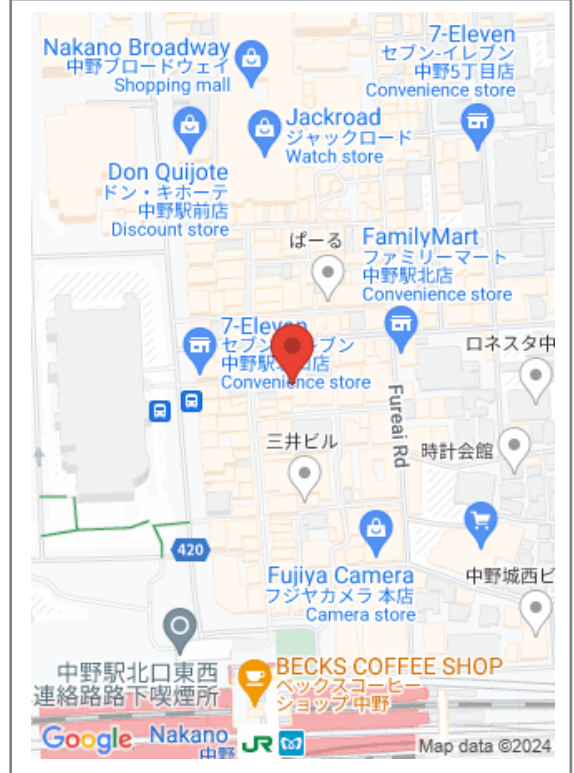 Nakano Broadway
中野ブロードウェイ
Shopping mall
7-Eleven
セブン-イレブン
中野5丁目店
Convenience store
Jackroad
ジャックロード
Watch store
Don Quijote
ドン・キホーテ
中野駅前店
Discount store
ぱーる
FamilyMart
ファミリーマート
中野駅北店
Convenience store
7-Eleven
セブン
中野駅
Convenience store
ロネスタ中
Fureai Rd
三井ビル
時計会館
420
Fujiya Camera
フジヤカメラ 本店
Camera store
中野城西ビ
中野駅北口東西
連絡路路下喫煙所
BECKS COFFEE SHOP
ベックスコーヒー
ショップ 中野
Google
Nakano
中野
JR
Map data ©2024